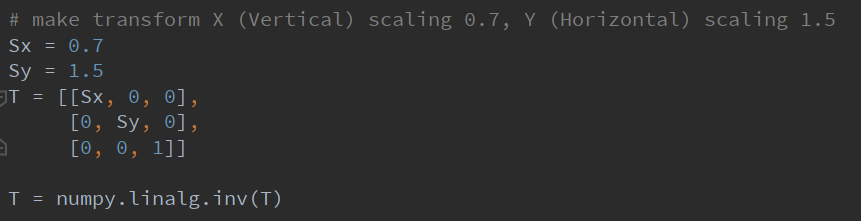 # make transform X (Vertical) scaling 0.7, Y (Horizontal) scaling 1.5
Sx = 0.7
Sy = 1.5
T = [[Sx, 0, 0],
     [0, Sy, 0],
     [0, 0, 1]]

T = numpy.linalg.inv(T)